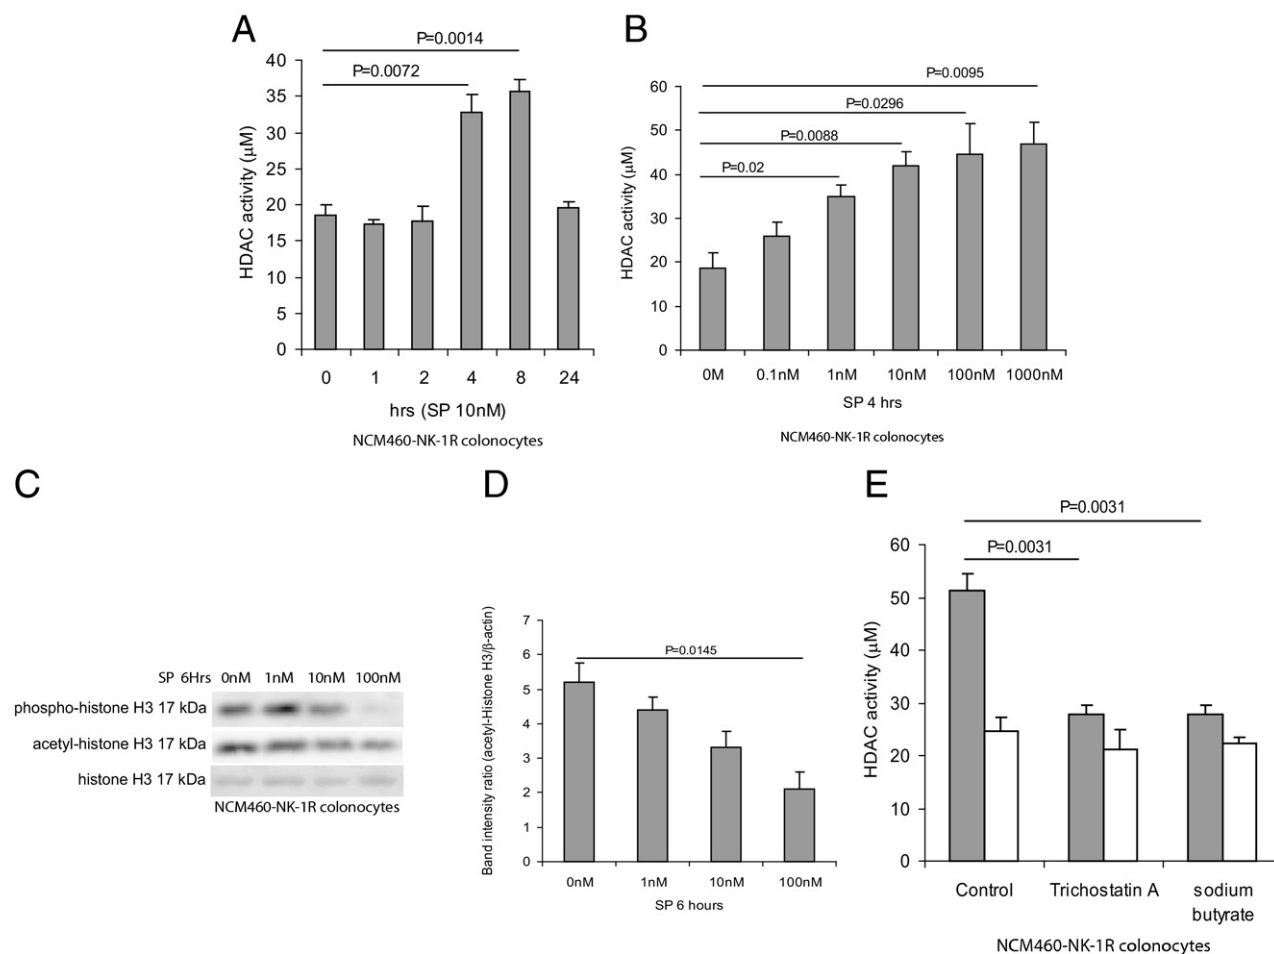 A
P=0.0014
P=0.0072
40
35
30
25
20
15
10
5
0
HDAC activity (μM)
0 1 2 4 8 24
hrs (SP 10nM)
NCM460-NK-1R colonocytes
B
P=0.0095
P=0.0296
P=0.0088
P=0.02
60
50
40
30
20
10
0
HDAC activity (μM)
0M 0.1nM 1nM 10nM 100nM 1000nM
SP 4 hrs
NCM460-NK-1R colonocytes
C
SP 6Hrs 0nM 1nM 10nM 100nM
phospho-histone H3 17 kDa
acetyl-histone H3 17 kDa
histone H3 17 kDa
NCM460-NK-1R colonocytes
D
P=0.0145
7
6
5
4
3
2
1
0
Band intensity ratio (acetyl-Histone H3/β-actin)
0nM 1nM 10nM 100nM
SP 6 hours
E
P=0.0031
P=0.0031
60
50
40
30
20
10
0
HDAC activity (μM)
Control Trichostatin A sodium
butyrate
NCM460-NK-1R colonocytes